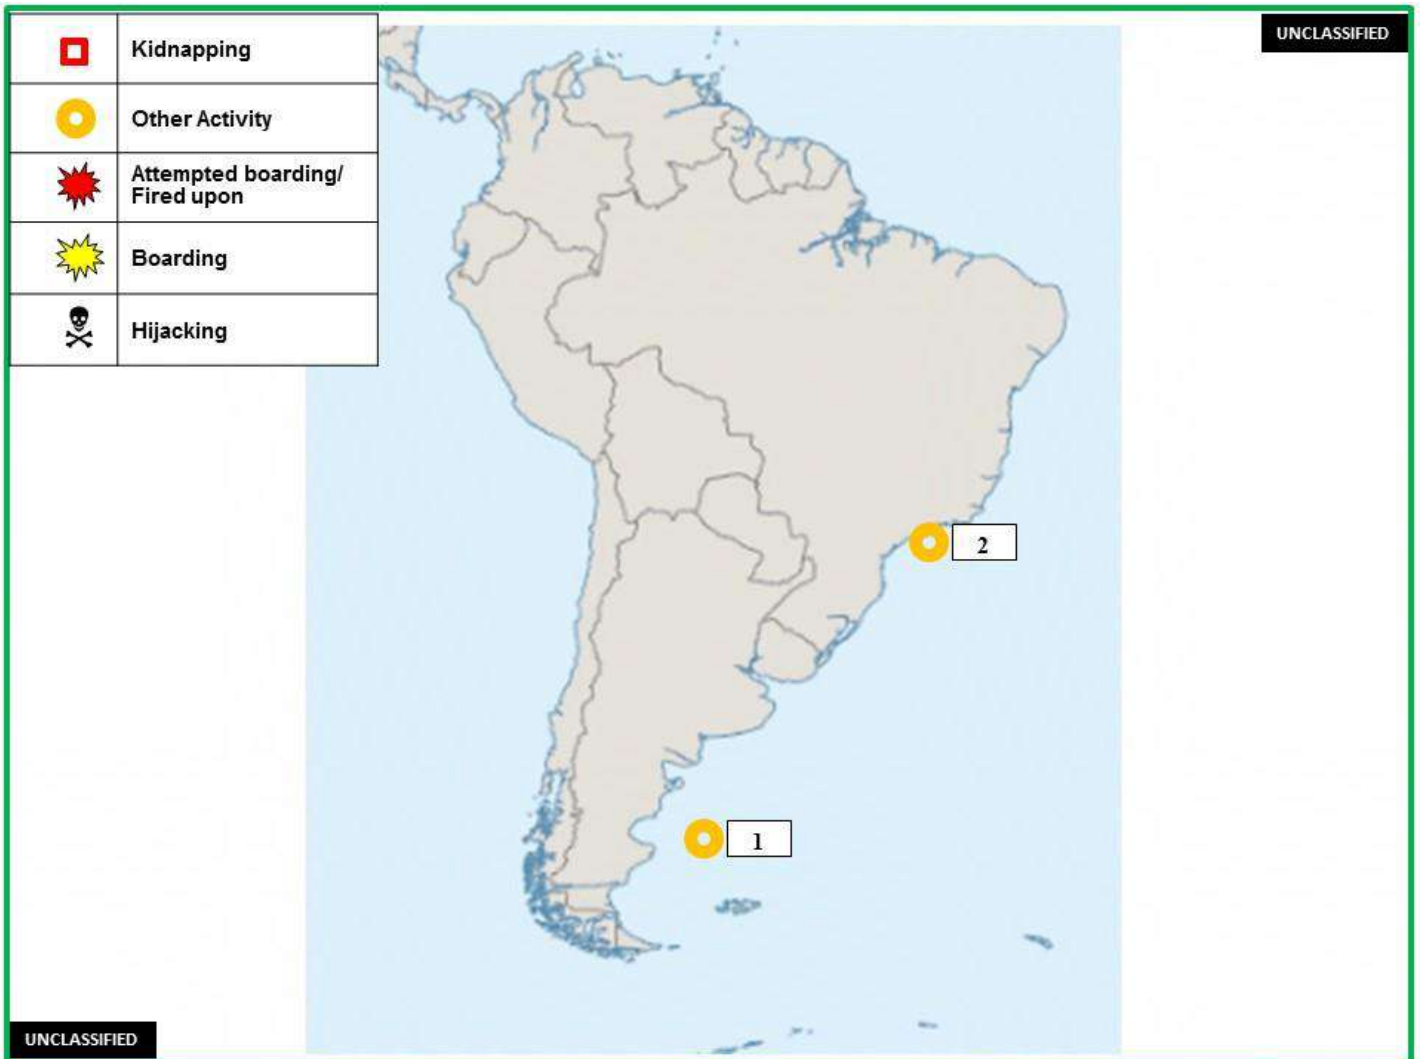 UNCLASSIFIED
Kidnapping
Other Activity
Attempted boarding/
Fired upon
Boarding
Hijacking
2
1
UNCLASSIFIED